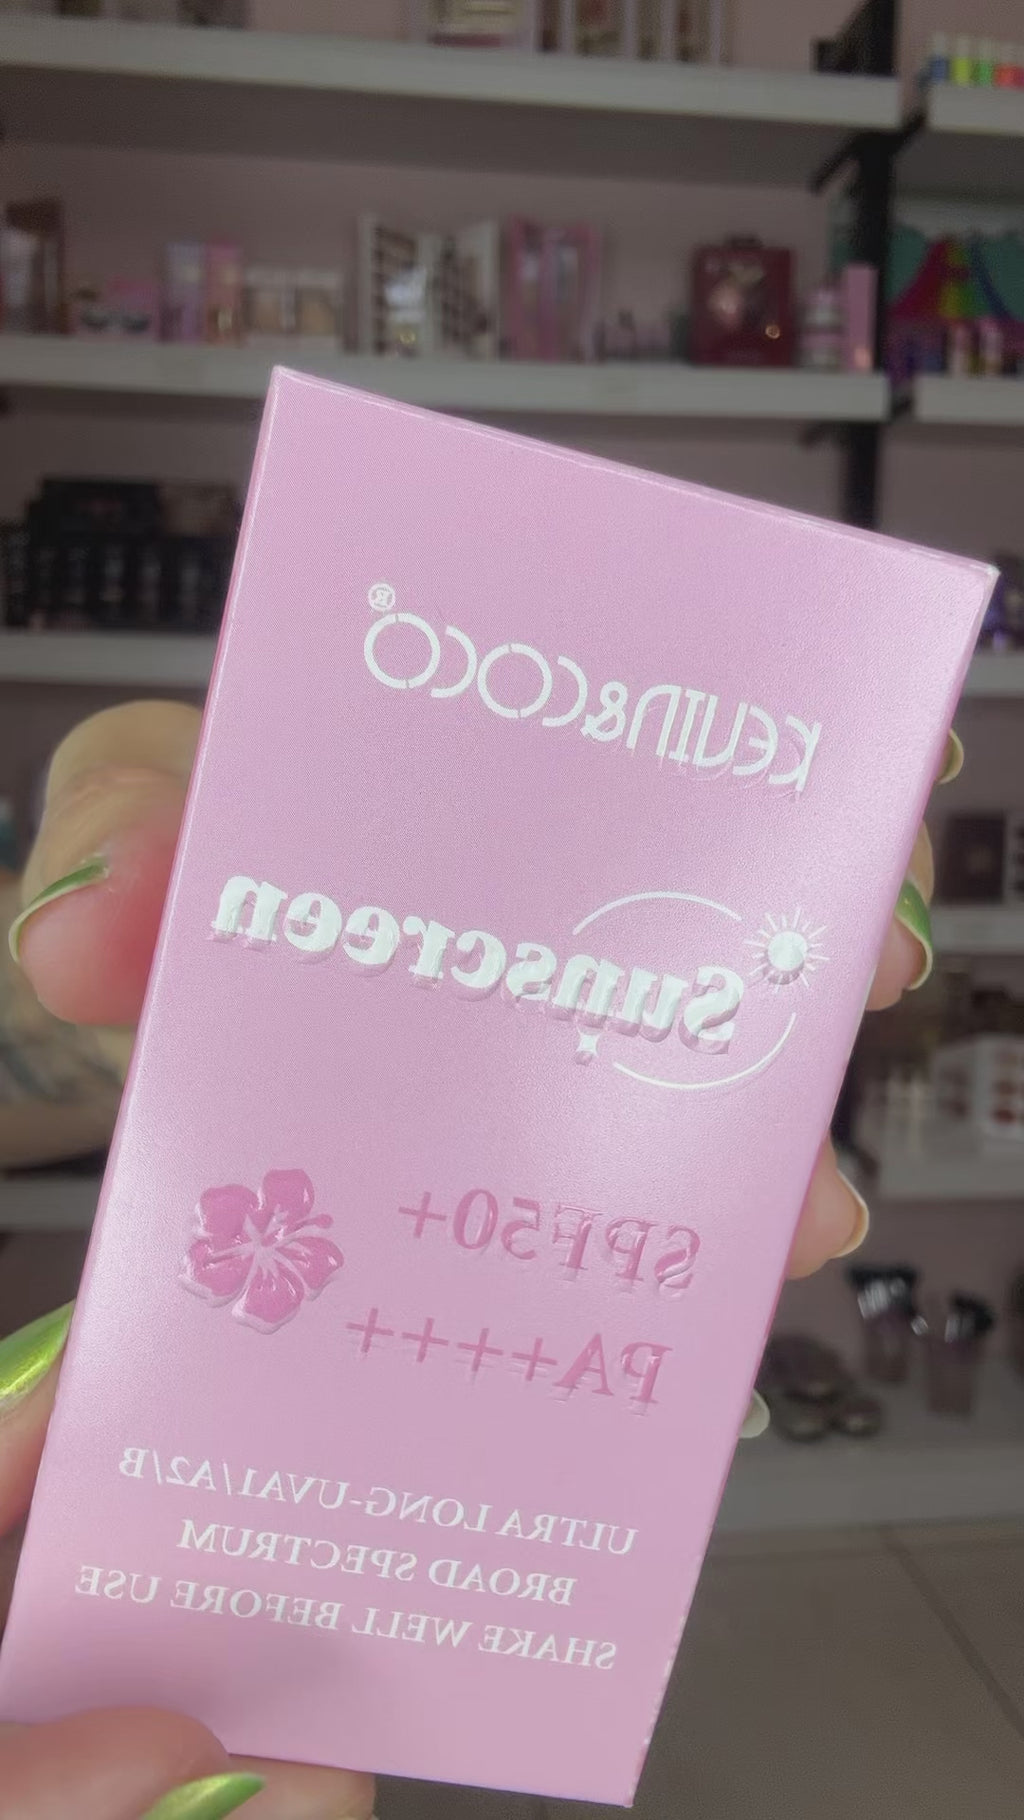 KEVIN&COCO®
Sunscreen
SPF50+
PA++++
ULTRA LONG-UVA1/A2/B
BROAD SPECTRUM
SHAKE WELL BEFORE USE